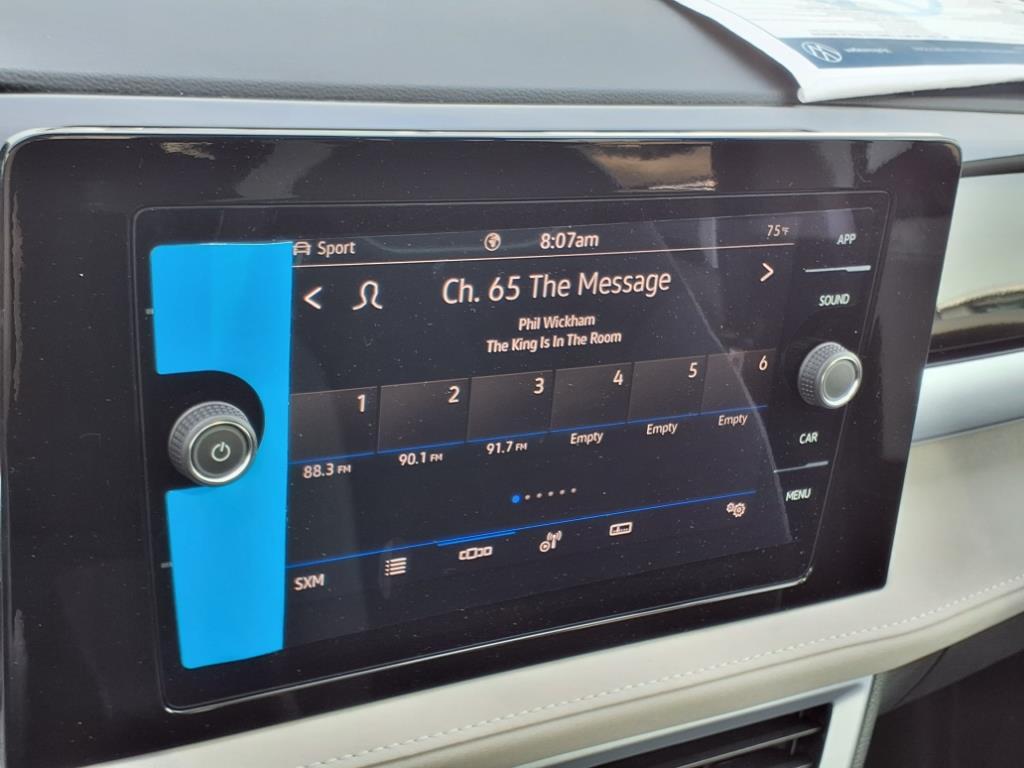 Sport
8:07am
75°F
APP
Ch. 65 The Message
SOUND
Phil Wickham
The King Is In The Room
1
2
3
4
5
6
88.3 FM
90.1 FM
91.7 FM
Empty
Empty
Empty
CAR
MENU
SXM